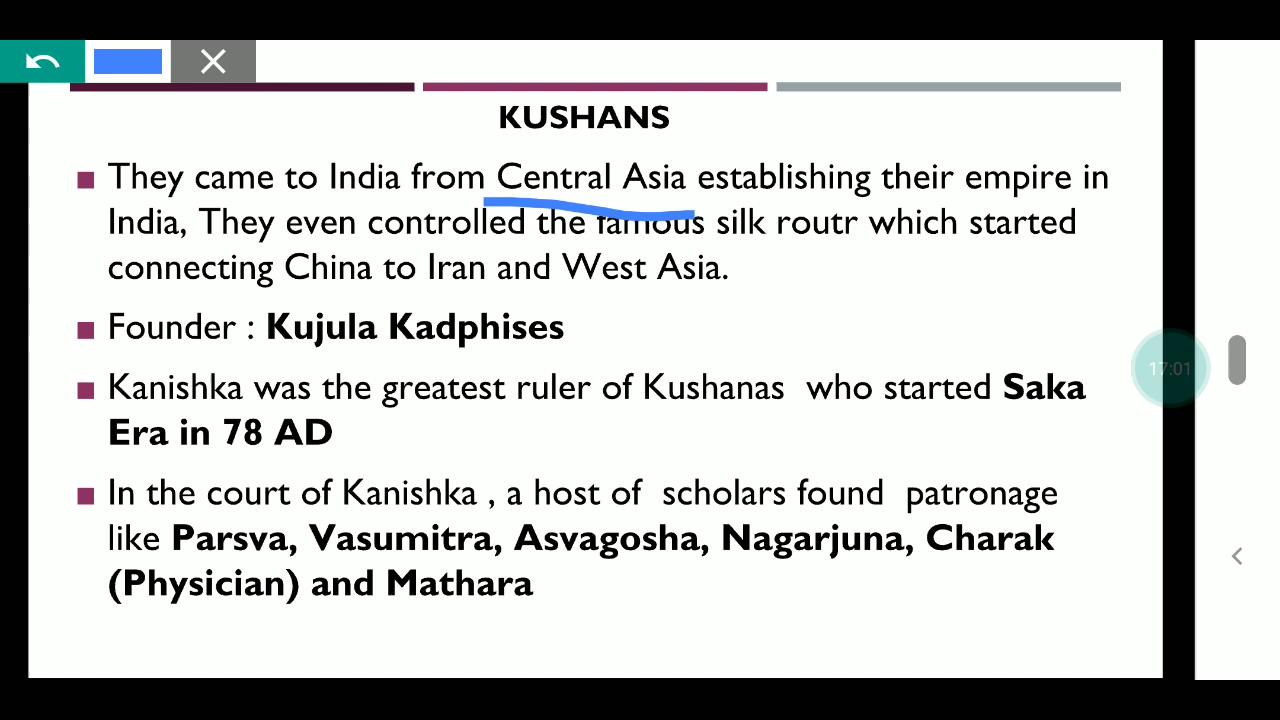 KUSHANS
They came to India from Central Asia establishing their empire in
India, They even controlled the famous silk routr which started
connecting China to Iran and West Asia.
Founder : Kujula Kadphises
Kanishka was the greatest ruler of Kushanas who started Saka
Era in 78 AD
In the court of Kanishka , a host of scholars found patronage
like Parsva, Vasumitra, Asvagosha, Nagarjuna, Charak
(Physician) and Mathara
17:01